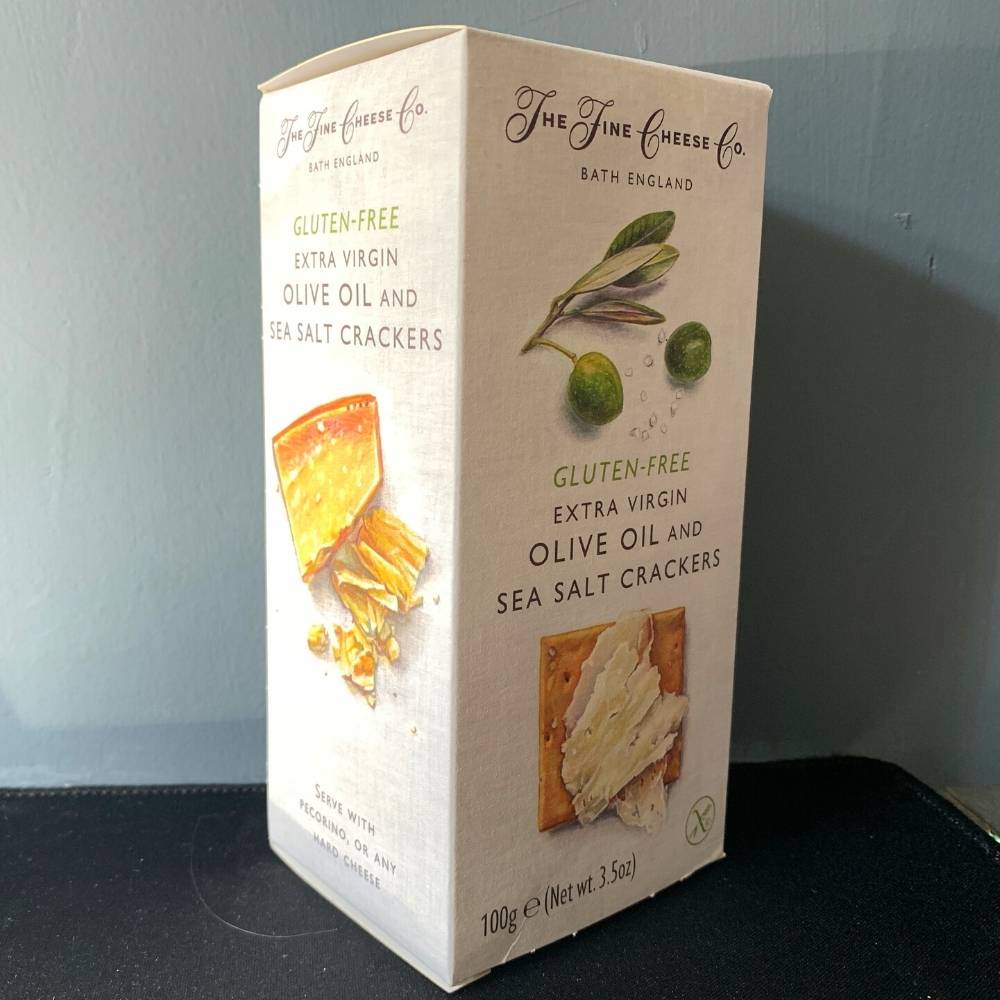 THE FINE CHEESE CO.
BATH ENGLAND
GLUTEN-FREE
EXTRA VIRGIN
OLIVE OIL AND
SEA SALT CRACKERS
SERVE WITH
PECORINO, OR ANY
HARD CHEESE
THE FINE CHEESE CO.
BATH ENGLAND
GLUTEN-FREE
EXTRA VIRGIN
OLIVE OIL AND
SEA SALT CRACKERS
100g ℮ (Net wt. 3.5oz)